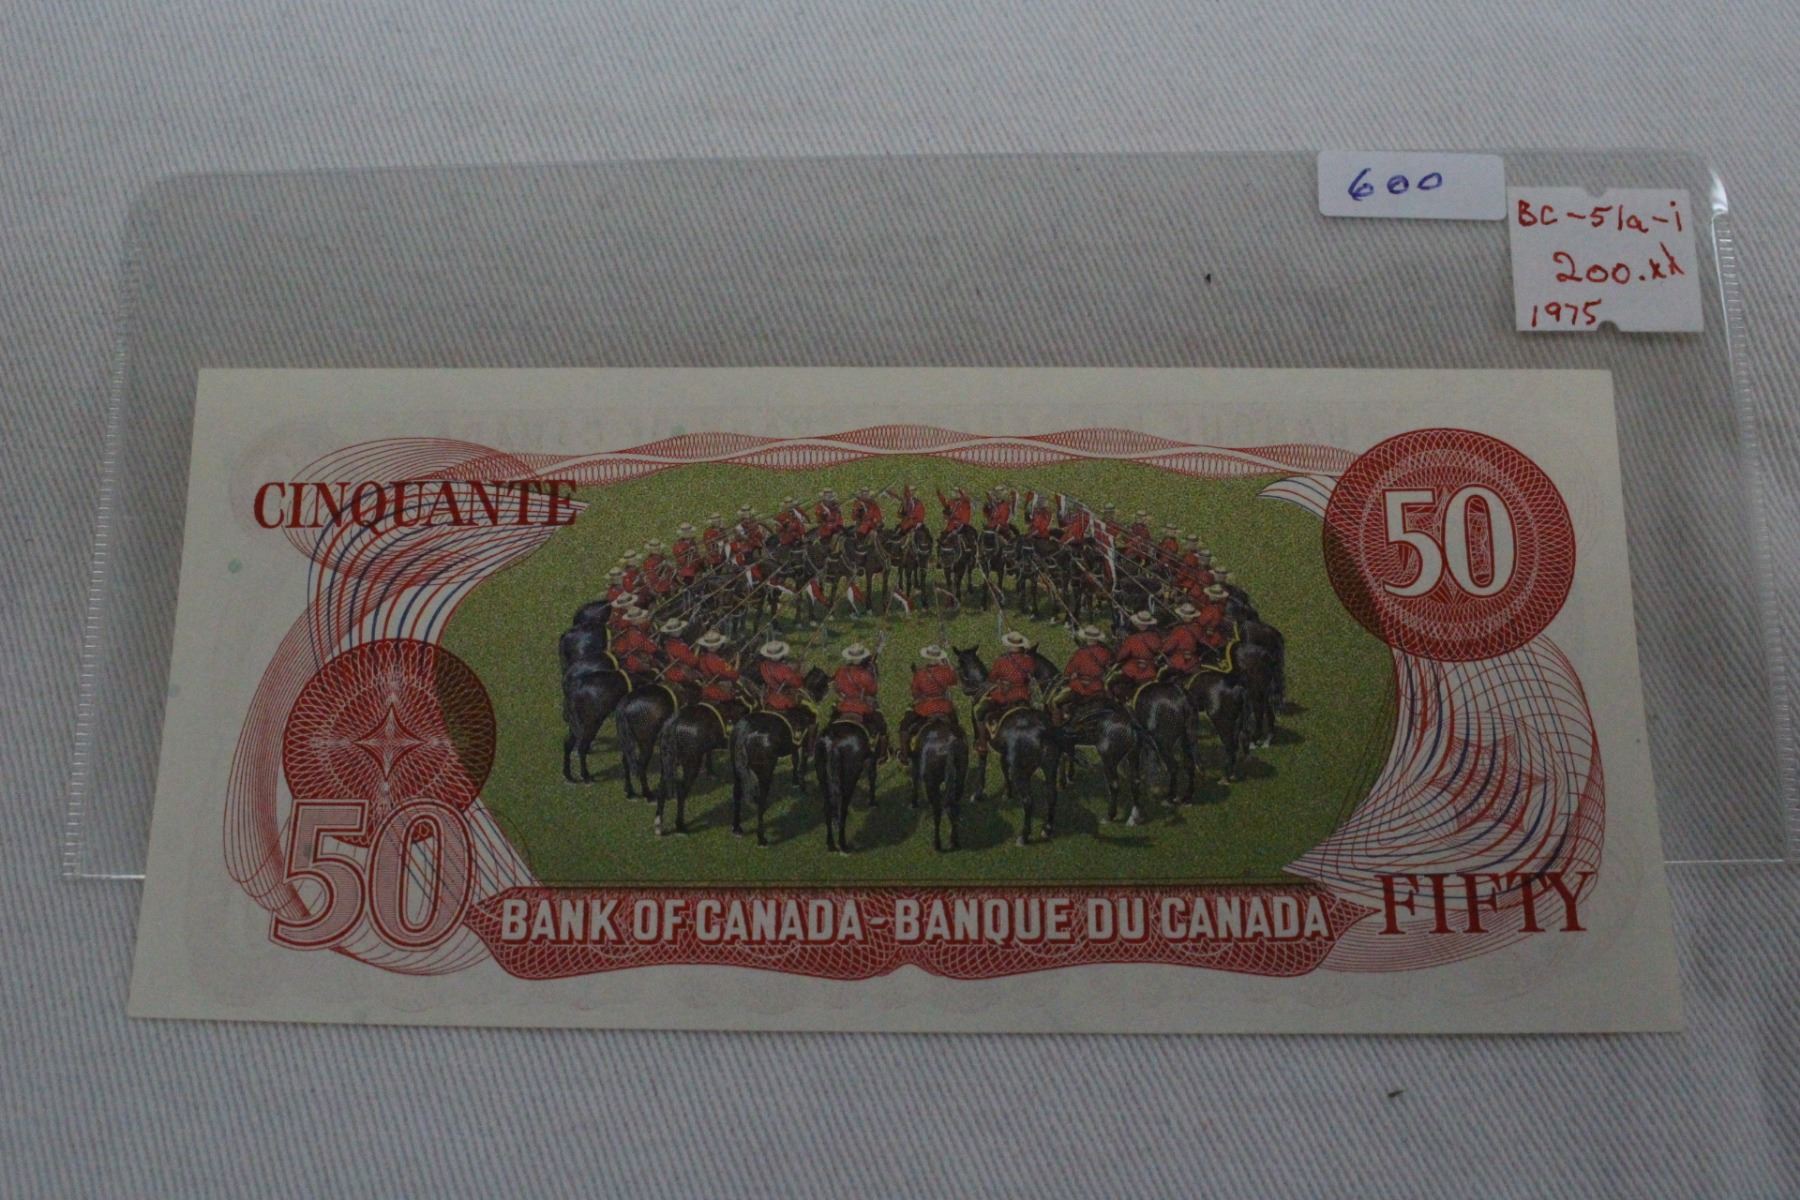 600
BC-51a-i
200.xx
1975
CINQUANTE
50
50
BANK OF CANADA - BANQUE DU CANADA
FIFTY